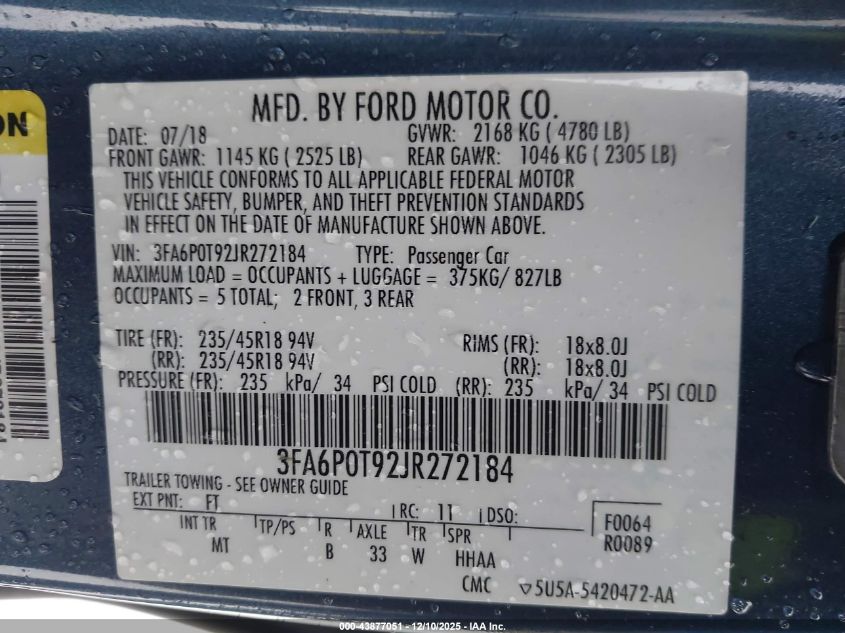 MFD. BY FORD MOTOR CO.
DATE: 07/18 GVWR: 2168 KG ( 4780 LB)
FRONT GAWR: 1145 KG ( 2525 LB) REAR GAWR: 1046 KG ( 2305 LB)
THIS VEHICLE CONFORMS TO ALL APPLICABLE FEDERAL MOTOR
VEHICLE SAFETY, BUMPER, AND THEFT PREVENTION STANDARDS
IN EFFECT ON THE DATE OF MANUFACTURE SHOWN ABOVE.
VIN: 3FA6P0T92JR272184 TYPE: Passenger Car
MAXIMUM LOAD = OCCUPANTS + LUGGAGE = 375KG/ 827LB
OCCUPANTS = 5 TOTAL; 2 FRONT, 3 REAR
TIRE (FR): 235/45R18 94V RIMS (FR): 18x8.0J
(RR): 235/45R18 94V (RR): 18x8.0J
PRESSURE (FR): 235 kPa/ 34 PSI COLD (RR): 235 kPa/ 34 PSI COLD
3FA6P0T92JR272184
TRAILER TOWING - SEE OWNER GUIDE
EXT PNT: FT RC: 11 DSO: F0064
INT TR TP/PS R AXLE TR SPR R0089
MT B 33 W HHAA
CMC 5U5A-5420472-AA
000-43877051 - 12/10/2025 - IAA Inc.